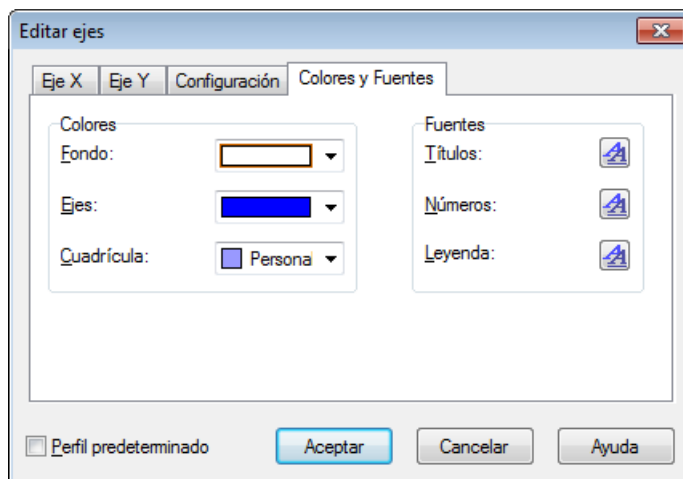 Editar ejes
Eje X Eje Y Configuración Colores y Fuentes
Colores Fuentes
Fondo: Títulos:
Ejes: Números:
Cuadrícula: Personal Leyenda:
Perfil predeterminado Aceptar Cancelar Ayuda